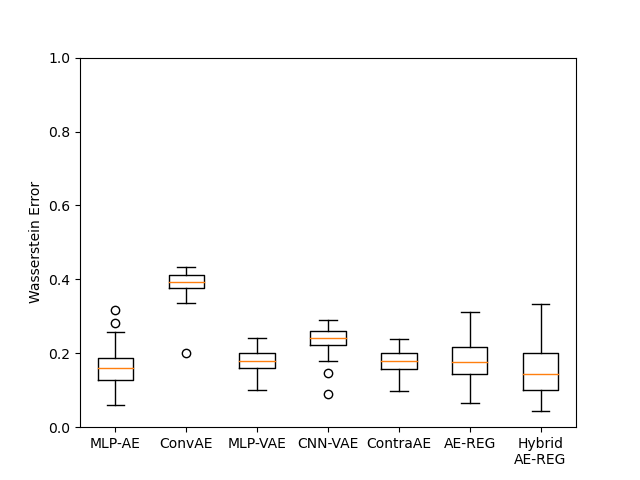 1.0
0.8
0.6
0.4
0.2
0.0
Wasserstein Error
MLP-AE ConvAE MLP-VAE CNN-VAE ContraAE AE-REG Hybrid
AE-REG